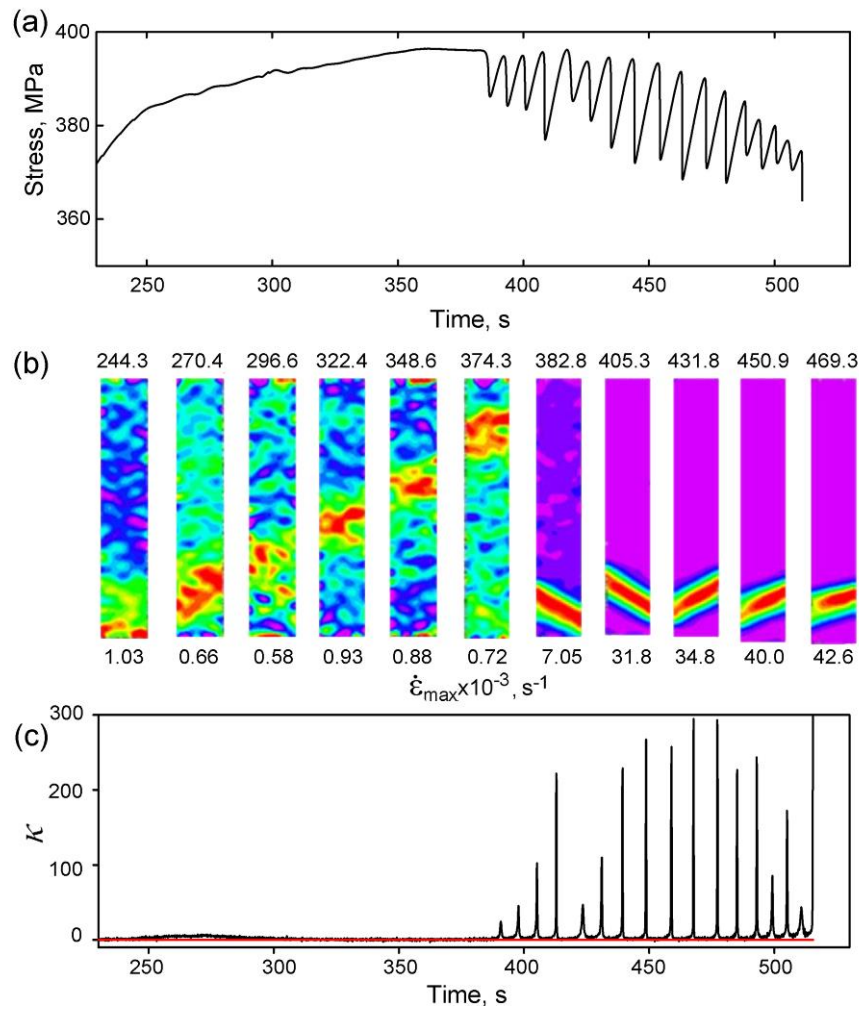 (a)
400
380
360
Stress, MPa
250 300 350 400 450 500
Time, s
(b)
244.3 270.4 296.6 322.4 348.6 374.3 382.8 405.3 431.8 450.9 469.3
1.03 0.66 0.58 0.93 0.88 0.72 7.05 31.8 34.8 40.0 42.6
ε̇max×10-3, s-1
(c)
300
200
100
0
κ
250 300 350 400 450 500
Time, s